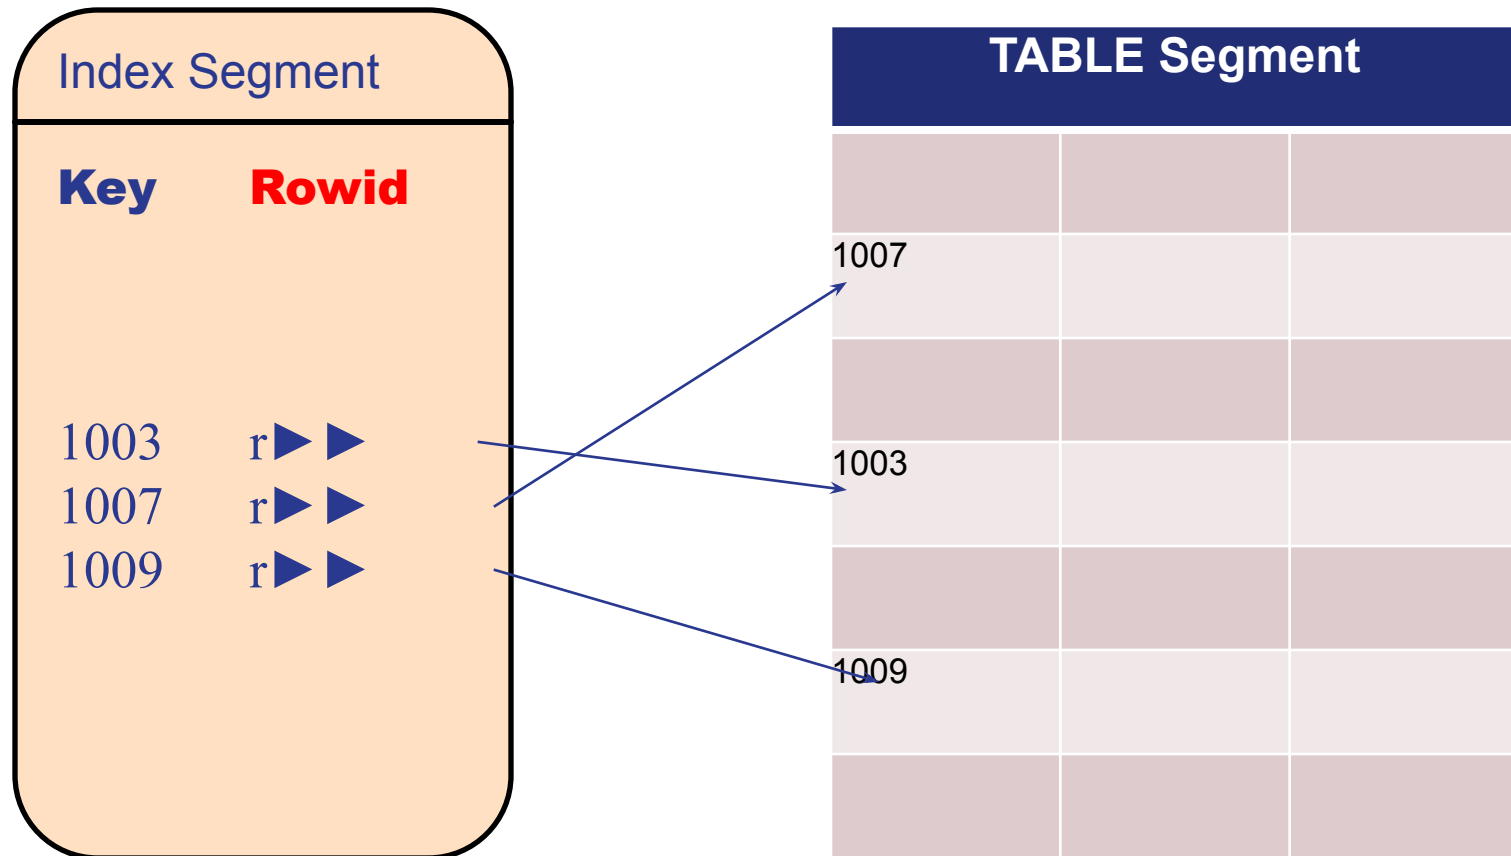 Index Segment
Key Rowid
1003 r►►
1007 r►►
1009 r►►
TABLE Segment
1007
1003
1009